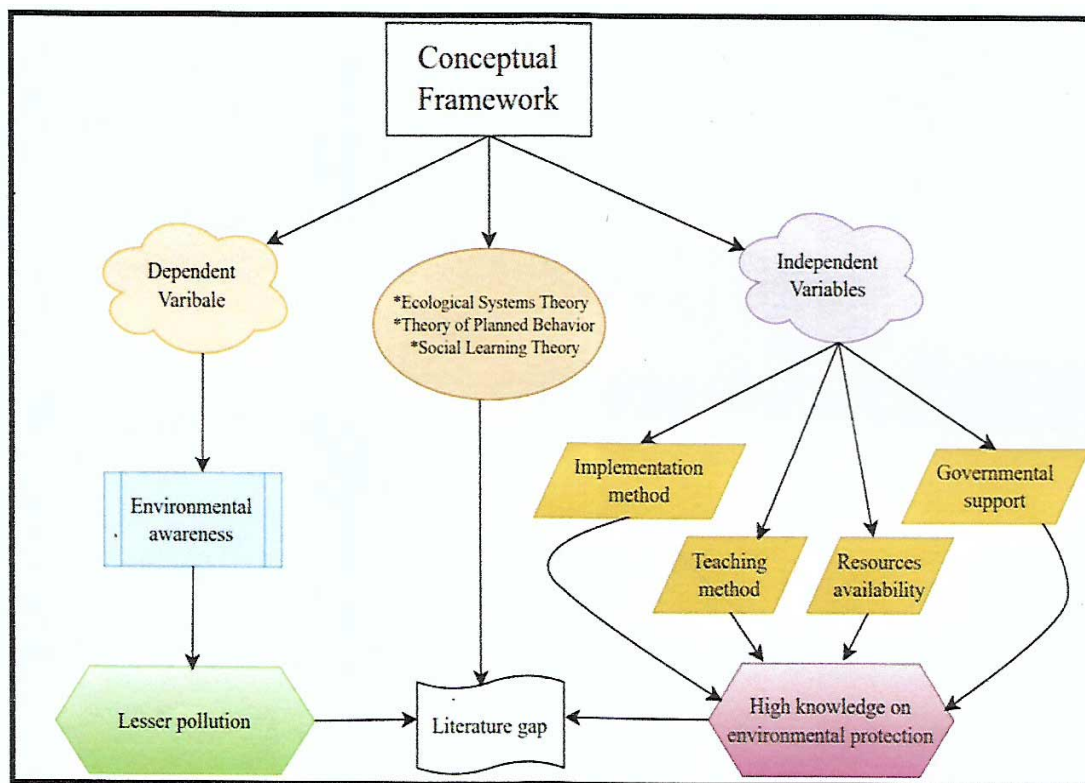 Conceptual
Framework
Dependent
Varibale
*Ecological Systems Theory
*Theory of Planned Behavior
*Social Learning Theory
Independent
Variables
Implementation
method
Governmental
support
Environmental
awareness
Teaching
method
Resources
availability
Lesser pollution
Literature gap
High knowledge on
environmental protection